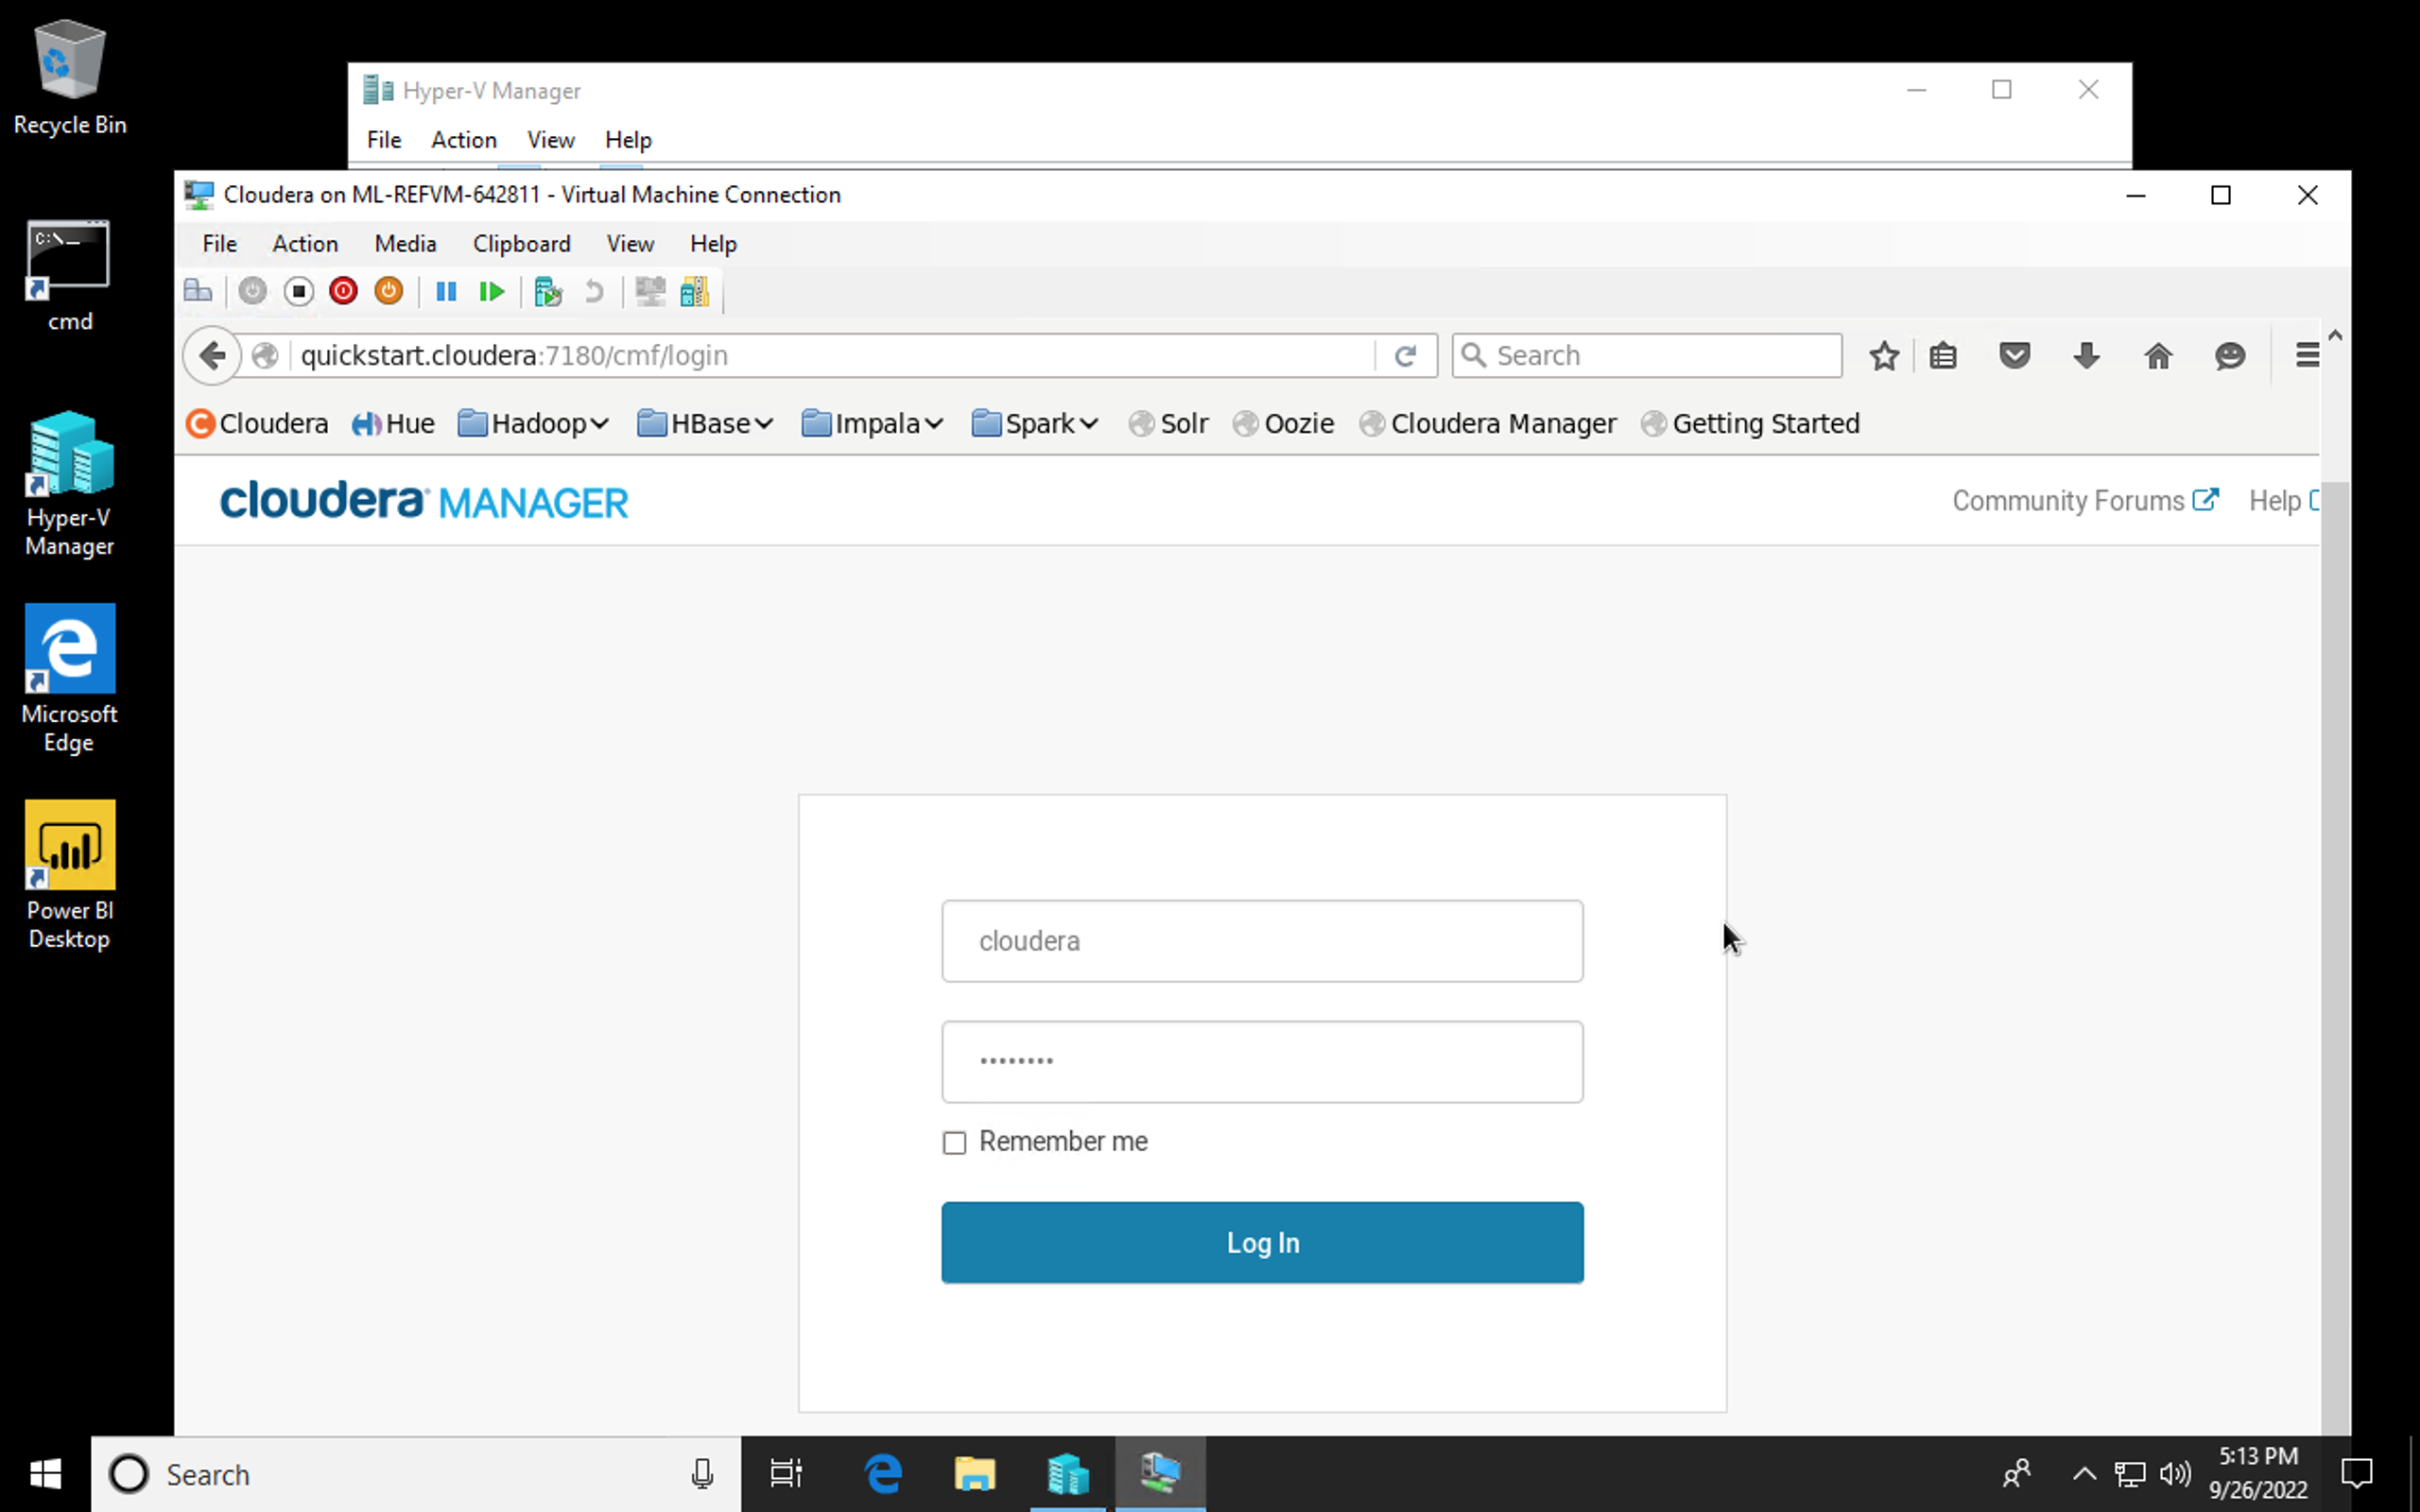 Recycle Bin
Hyper-V Manager
File Action View Help
Cloudera on ML-REFVM-642811 - Virtual Machine Connection
File Action Media Clipboard View Help
C:\_
cmd
quickstart.cloudera:7180/cmf/login
Search
Cloudera Hue Hadoop HBase Impala Spark Solr Oozie Cloudera Manager Getting Started
cloudera MANAGER
Community Forums Help
Hyper-V
Manager
Microsoft
Edge
Power BI
Desktop
cloudera
Remember me
Log In
Search
5:13 PM
9/26/2022